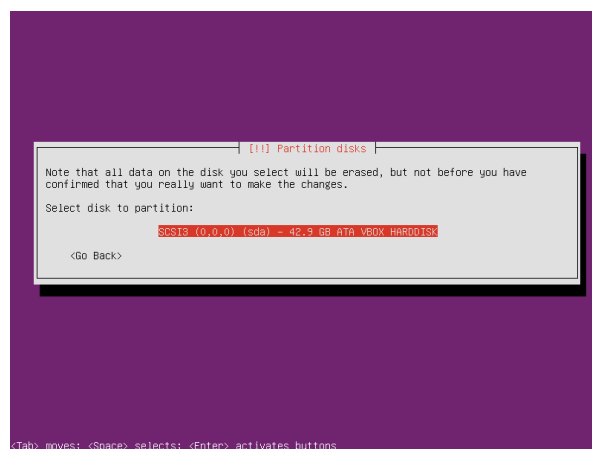 [!!] Partition disks
Note that all data on the disk you select will be erased, but not before you have
confirmed that you really want to make the changes.
Select disk to partition:
SCSI3 (0,0,0) (sda) - 42.9 GB ATA VBOX HARDDISK
<Go Back>
<Tab> moves; <Space> selects; <Enter> activates buttons